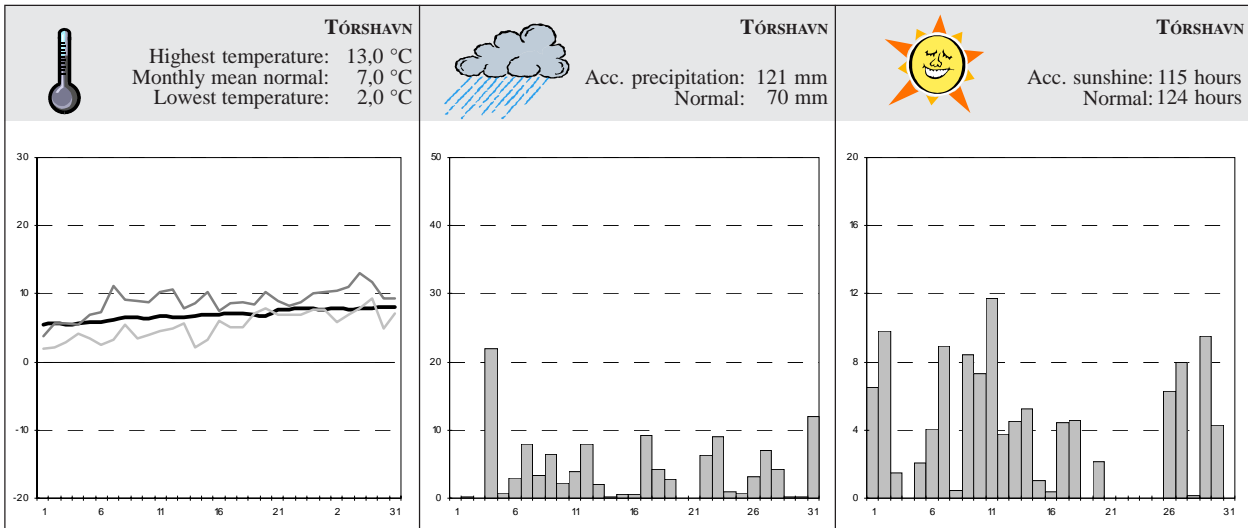 TÓRSHAVN
Highest temperature: 13,0 °C
Monthly mean normal: 7,0 °C
Lowest temperature: 2,0 °C
30
20
10
0
-10
-20
1 6 11 16 21 2 31
TÓRSHAVN
Acc. precipitation: 121 mm
Normal: 70 mm
50
40
30
20
10
0
1 6 11 16 21 26 31
TÓRSHAVN
Acc. sunshine: 115 hours
Normal: 124 hours
20
16
12
8
4
0
1 6 11 16 21 26 31